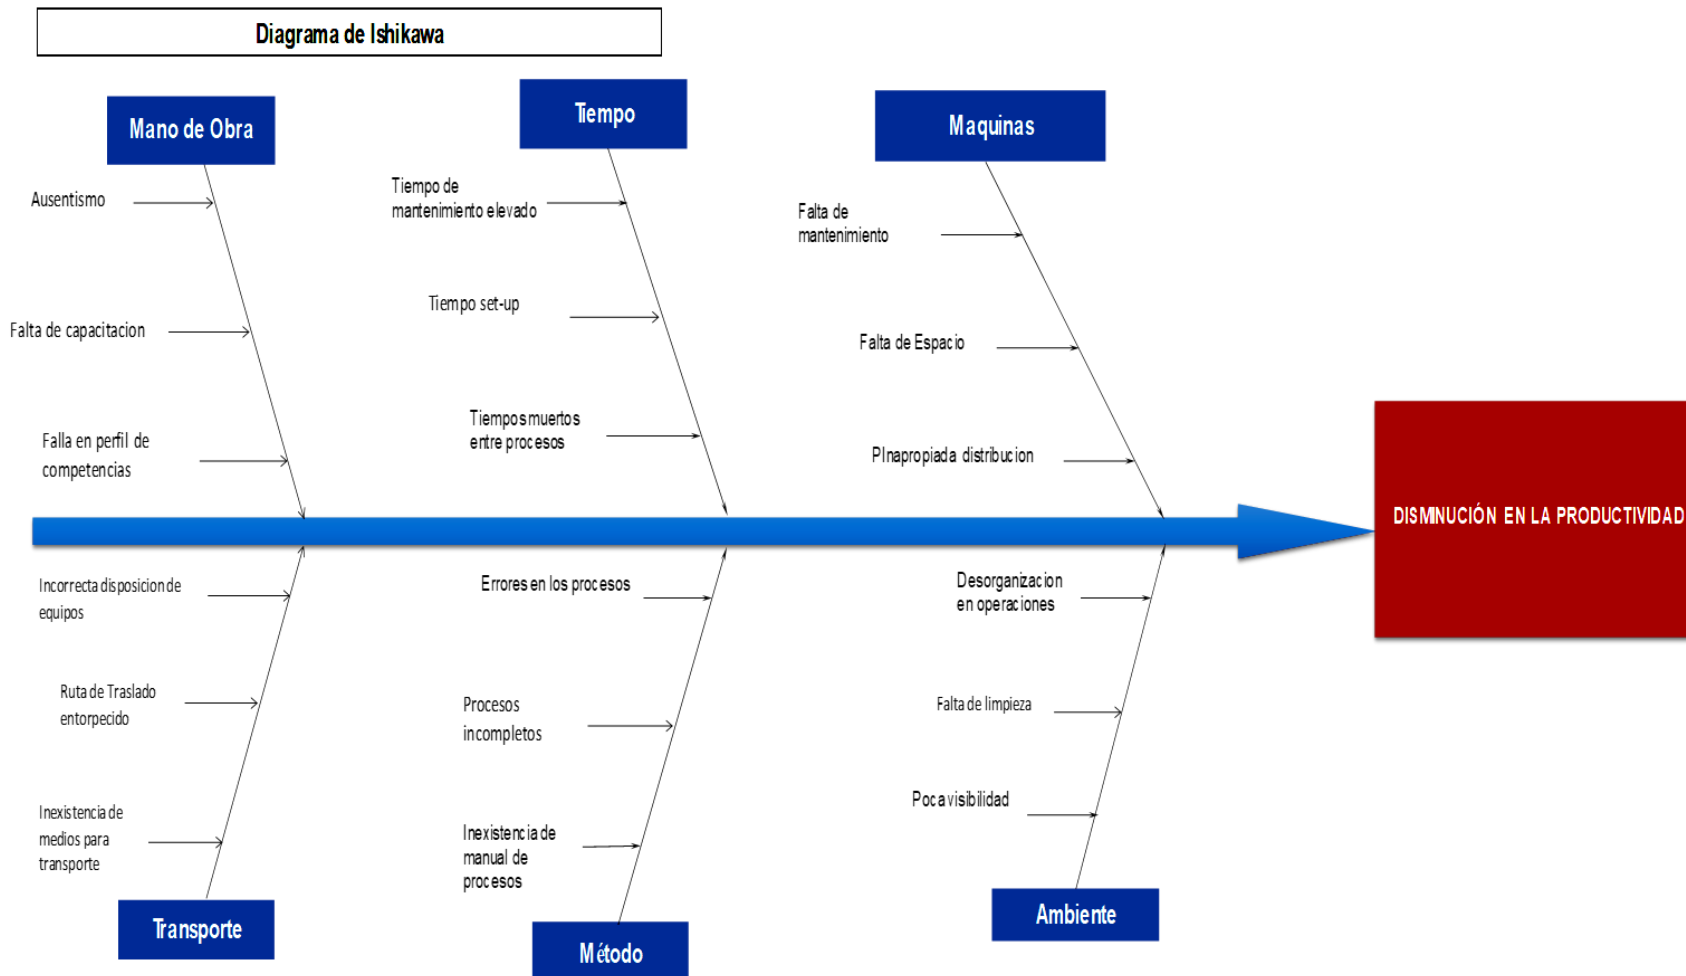 Diagrama de Ishikawa
Mano de Obra
Tiempo
Maquinas
Ausentismo
Falta de capacitacion
Falla en perfil de
competencias
Tiempo de
mantenimiento elevado
Tiempo set-up
Tiempos muertos
entre procesos
Falta de
mantenimiento
Falta de Espacio
PInapropiada distribucion
DISMINUCIÓN EN LA PRODUCTIVIDAD
Incorrecta disposicion de
equipos
Ruta de Traslado
entorpecido
Inexistencia de
medios para
transporte
Errores en los procesos
Procesos
incompletos
Inexistencia de
manual de
procesos
Desorganizacion
en operaciones
Falta de limpieza
Poca visibilidad
Transporte
Método
Ambiente